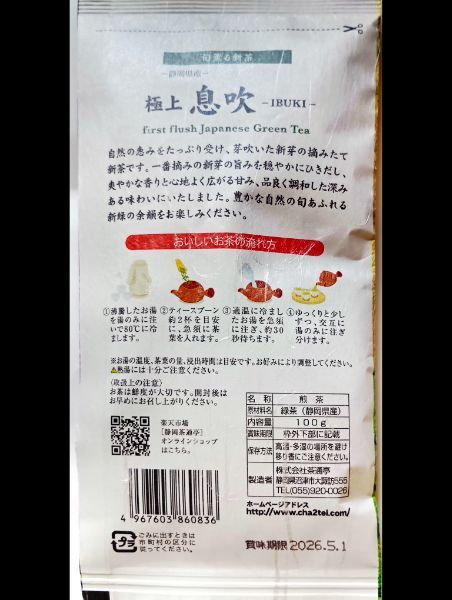 旬薫る新茶
-静岡県産-
極上 息吹 -IBUKI-
first flush Japanese Green Tea
自然の恵みをたっぷり受け、芽吹いた新芽の摘みたて
新茶です。一番摘みの新芽の旨みを穏やかにひきだし、
爽やかな香りと心地よく広がる甘み、品良く調和した深み
ある味わいにいたしました。豊かな自然の旬あふれる
新緑の余韻をお楽しみください。
おいしいお茶の淹れ方
①沸騰したお湯を湯のみに注いで80℃に冷まします。
②ティースプーン約2杯を目安に、急須に茶葉を入れます。
③適温に冷ましたお湯を急須に注ぎ、約30秒待ちます。
④ゆっくりと少しずつ、交互に湯のみに注ぎ分けます。
※お湯の温度、茶葉の量、浸出時間は目安です。お好みにより調整してください。
⚠熱湯には十分ご注意ください。
〈取扱上の注意〉
お茶は鮮度が大切です。開封後は
お早めにお召し上がりください。
楽天市場
[静岡茶通亭]
オンラインショップ
はこちら。
名称 煎茶
原材料名 緑茶(静岡県産)
内容量 100g
賞味期限 枠外下部に記載
保存方法 高温・多湿の場所を避け
移り香にご注意ください
製造者 株式会社茶通亭
静岡県沼津市大諏訪555
TEL(055)920-0026
ホームページアドレス
http://www.cha2tei.com/
4 967603 860836
プラ
ごみに出すときは
市町村の区分に
従ってください。
賞味期限 2026.5.1